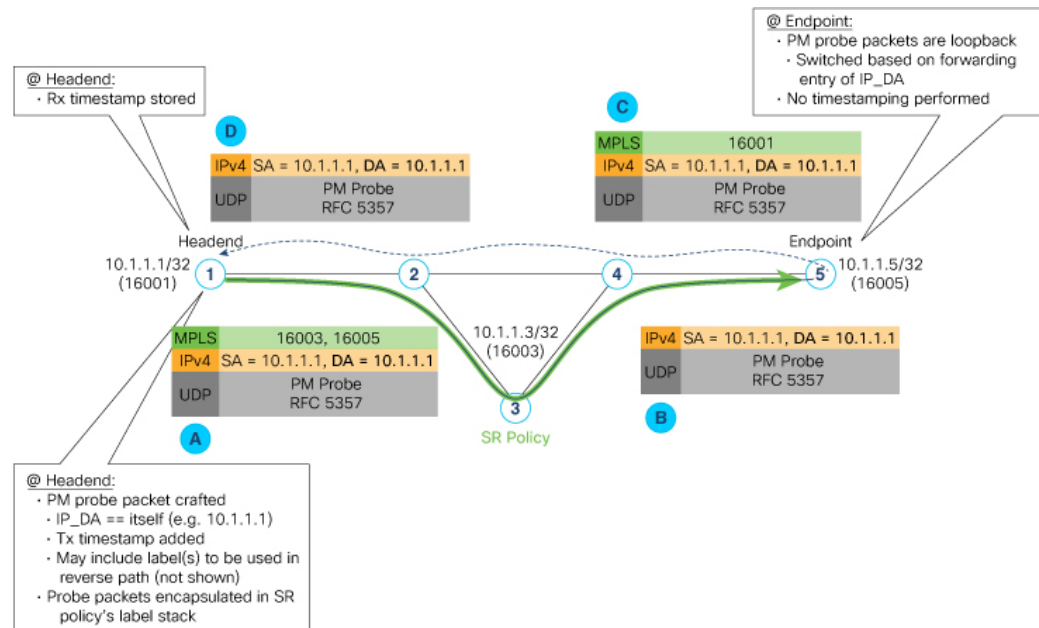 @ Endpoint:
· PM probe packets are loopback
· Switched based on forwarding
entry of IP_DA
· No timestamping performed
@ Headend:
· Rx timestamp stored
D
IPv4 SA = 10.1.1.1, DA = 10.1.1.1
UDP
PM Probe
RFC 5357
C
MPLS 16001
IPv4 SA = 10.1.1.1, DA = 10.1.1.1
UDP
PM Probe
RFC 5357
Headend
10.1.1.1/32
(16001)
1
2
4
Endpoint
5
10.1.1.5/32
(16005)
10.1.1.3/32
(16003)
3
SR Policy
MPLS 16003, 16005
IPv4 SA = 10.1.1.1, DA = 10.1.1.1
UDP
PM Probe
RFC 5357
A
IPv4 SA = 10.1.1.1, DA = 10.1.1.1
UDP
PM Probe
RFC 5357
B
@ Headend:
· PM probe packet crafted
· IP_DA == itself (e.g. 10.1.1.1)
· Tx timestamp added
· May include label(s) to be used in
reverse path (not shown)
· Probe packets encapsulated in SR
policy's label stack